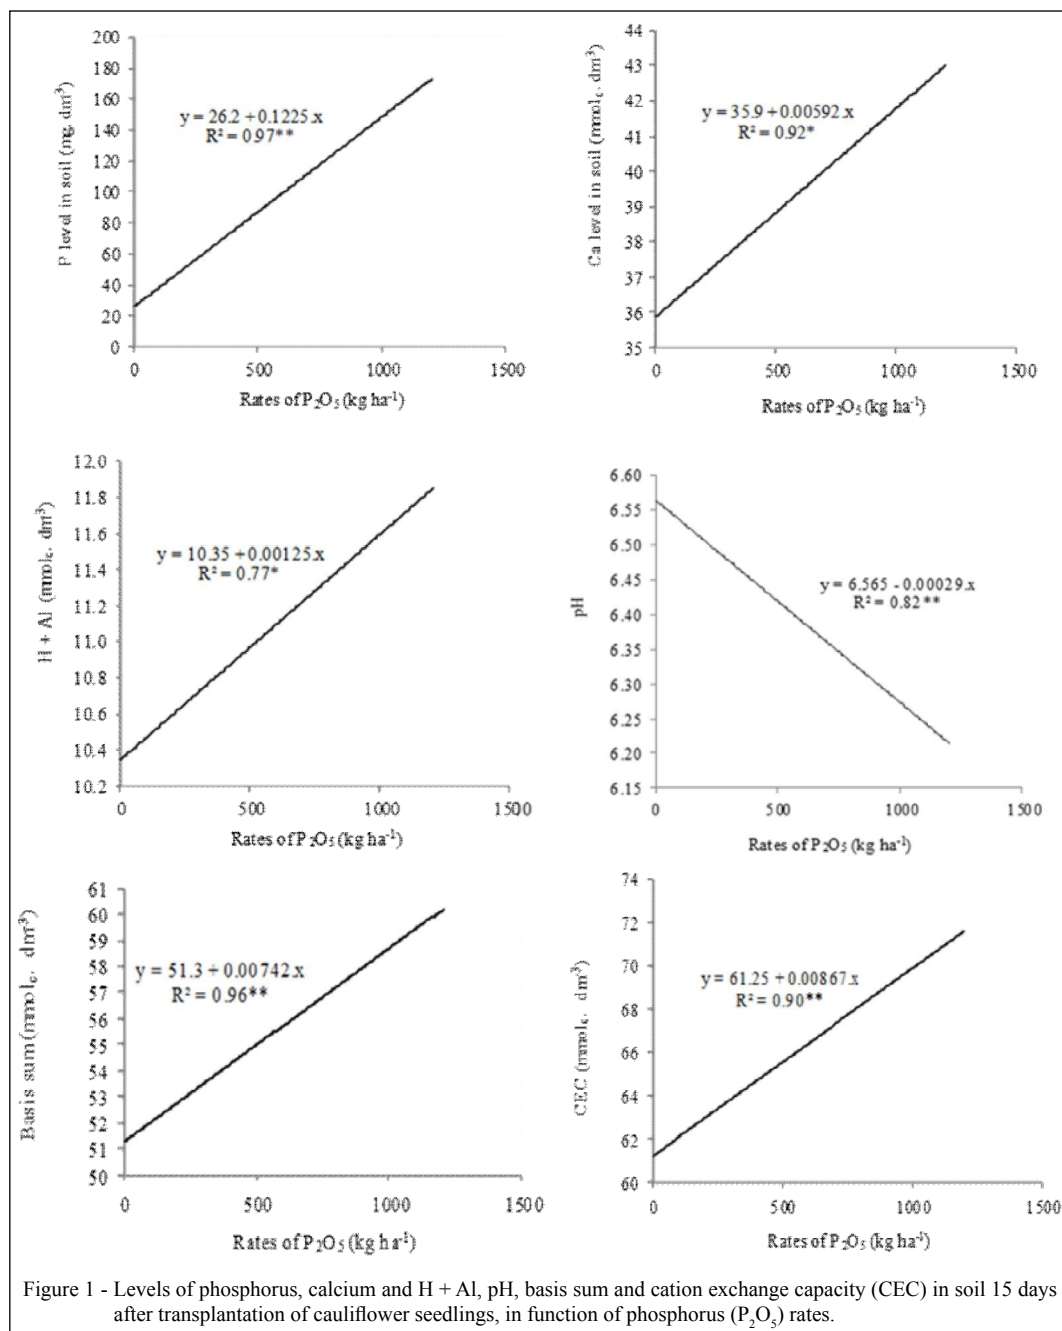 200
180
160
140
120
100
80
60
40
20
0
P level in soil (mg. dm³)
y = 26.2 + 0.1225.x
R² = 0.97**
0 500 1000 1500
Rates of P₂O₅ (kg ha⁻¹)
44
43
42
41
40
39
38
37
36
35
Ca level in soil (mmol꜀. dm³)
y = 35.9 + 0.00592.x
R² = 0.92*
0 500 1000 1500
Rates of P₂O₅ (kg ha⁻¹)
12.0
11.8
11.6
11.4
11.2
11.0
10.8
10.6
10.4
10.2
H + Al (mmol꜀. dm³)
y = 10.35 + 0.00125.x
R² = 0.77*
0 500 1000 1500
Rates of P₂O₅ (kg ha⁻¹)
6.60
6.55
6.50
6.45
6.40
6.35
6.30
6.25
6.20
6.15
pH
y = 6.565 - 0.00029.x
R² = 0.82**
0 500 1000 1500
Rates of P₂O₅ (kg ha⁻¹)
61
60
59
58
57
56
55
54
53
52
51
50
Basis sum (mmol꜀. dm³)
y = 51.3 + 0.00742.x
R² = 0.96**
0 500 1000 1500
Rates of P₂O₅ (kg ha⁻¹)
74
72
70
68
66
64
62
60
CEC (mmol꜀. dm⁻³)
y = 61.25 + 0.00867.x
R² = 0.90**
0 500 1000 1500
Rates of P₂O₅ (kg ha⁻¹)
Figure 1 - Levels of phosphorus, calcium and H + Al, pH, basis sum and cation exchange capacity (CEC) in soil 15 days
after transplantation of cauliflower seedlings, in function of phosphorus (P₂O₅) rates.